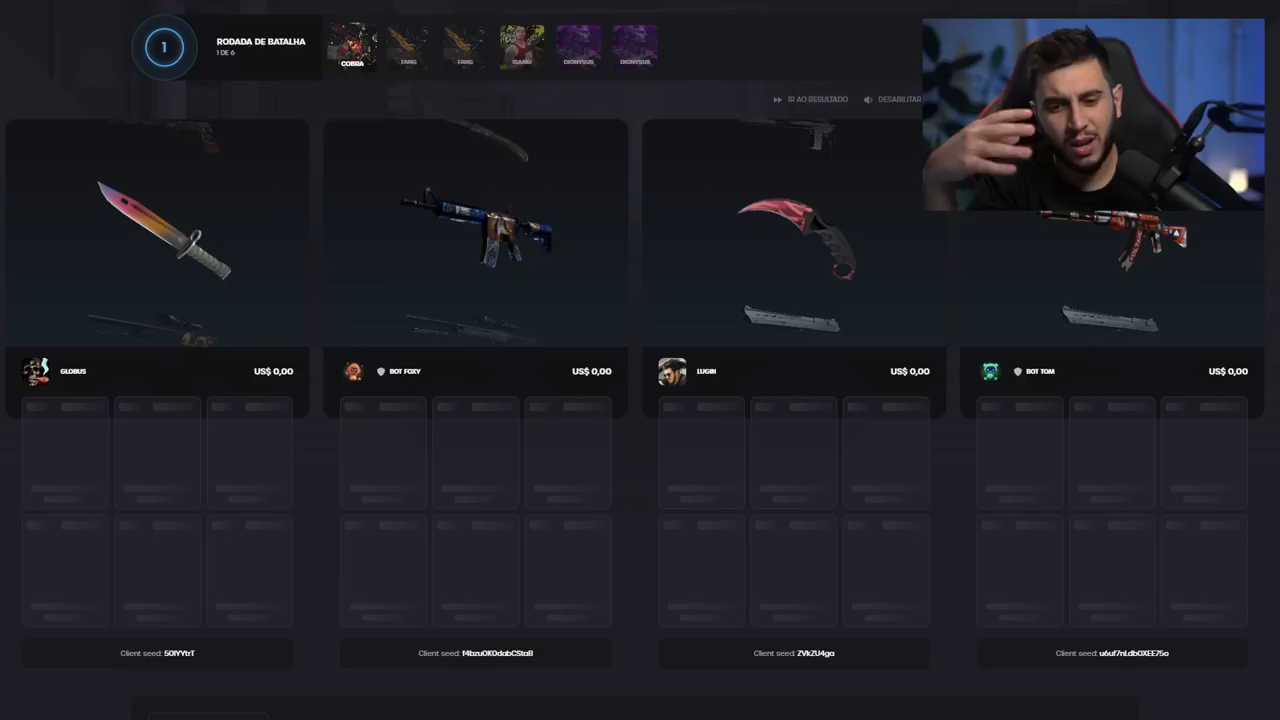 1
RODADA DE BATALHA
1 DE 6
COBRA
FANG
FANG
DIONYSUS
DIONYSUS
IR AO RESULTADO
DESABILITAR
GLOBUS
US$ 0,00
BOT FOXY
US$ 0,00
LUGIN
US$ 0,00
BOT TOM
US$ 0,00
Client seed: 50IYYtrT
Client seed: f4bzu0K0dabCStaB
Client seed: ZVkZU4ga
Client seed: u6uf7nLdbOXEE75o